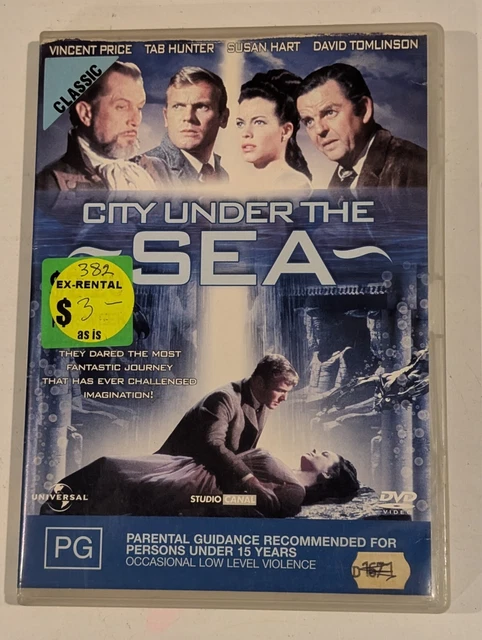 VINCENT PRICE TAB HUNTER SUSAN HART DAVID TOMLINSON
CLASSIC
CITY UNDER THE
~SEA~
382
EX-RENTAL
$3-
as is
THEY DARED THE MOST
FANTASTIC JOURNEY
THAT HAS EVER CHALLENGED
IMAGINATION!
UNIVERSAL
STUDIO CANAL
DVD
VIDEO
PG
PARENTAL GUIDANCE RECOMMENDED FOR
PERSONS UNDER 15 YEARS
OCCASIONAL LOW LEVEL VIOLENCE